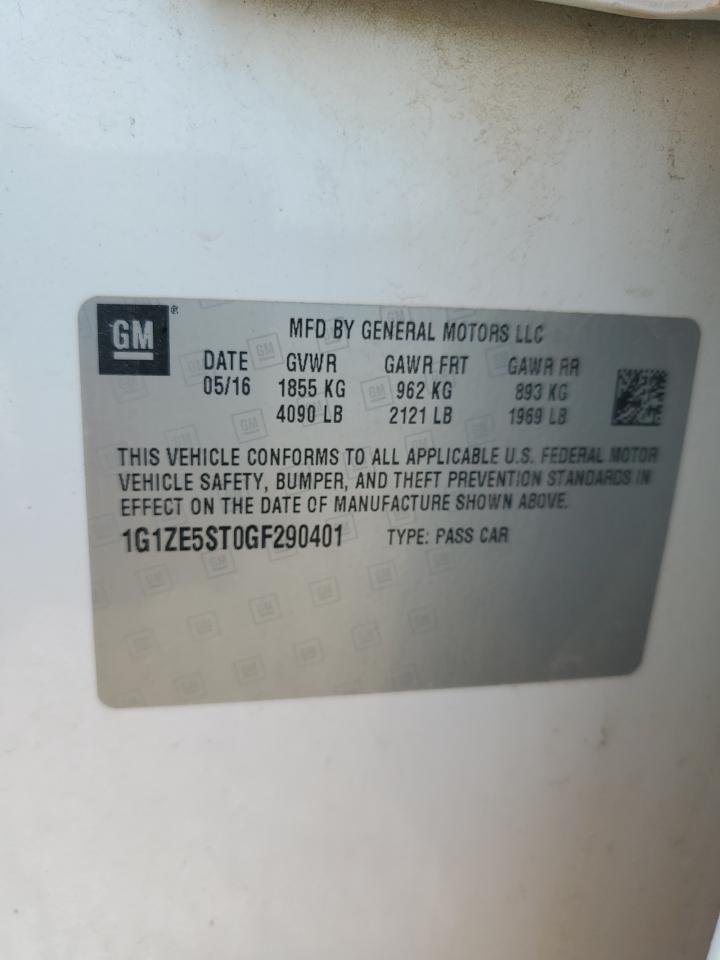 GM ® MFD BY GENERAL MOTORS LLC
DATE GVWR GAWR FRT GAWR RR
05/16 1855 KG 962 KG 893 KG
4090 LB 2121 LB 1969 LB
THIS VEHICLE CONFORMS TO ALL APPLICABLE U.S. FEDERAL MOTOR
VEHICLE SAFETY, BUMPER, AND THEFT PREVENTION STANDARDS IN
EFFECT ON THE DATE OF MANUFACTURE SHOWN ABOVE.
1G1ZE5ST0GF290401 TYPE: PASS CAR